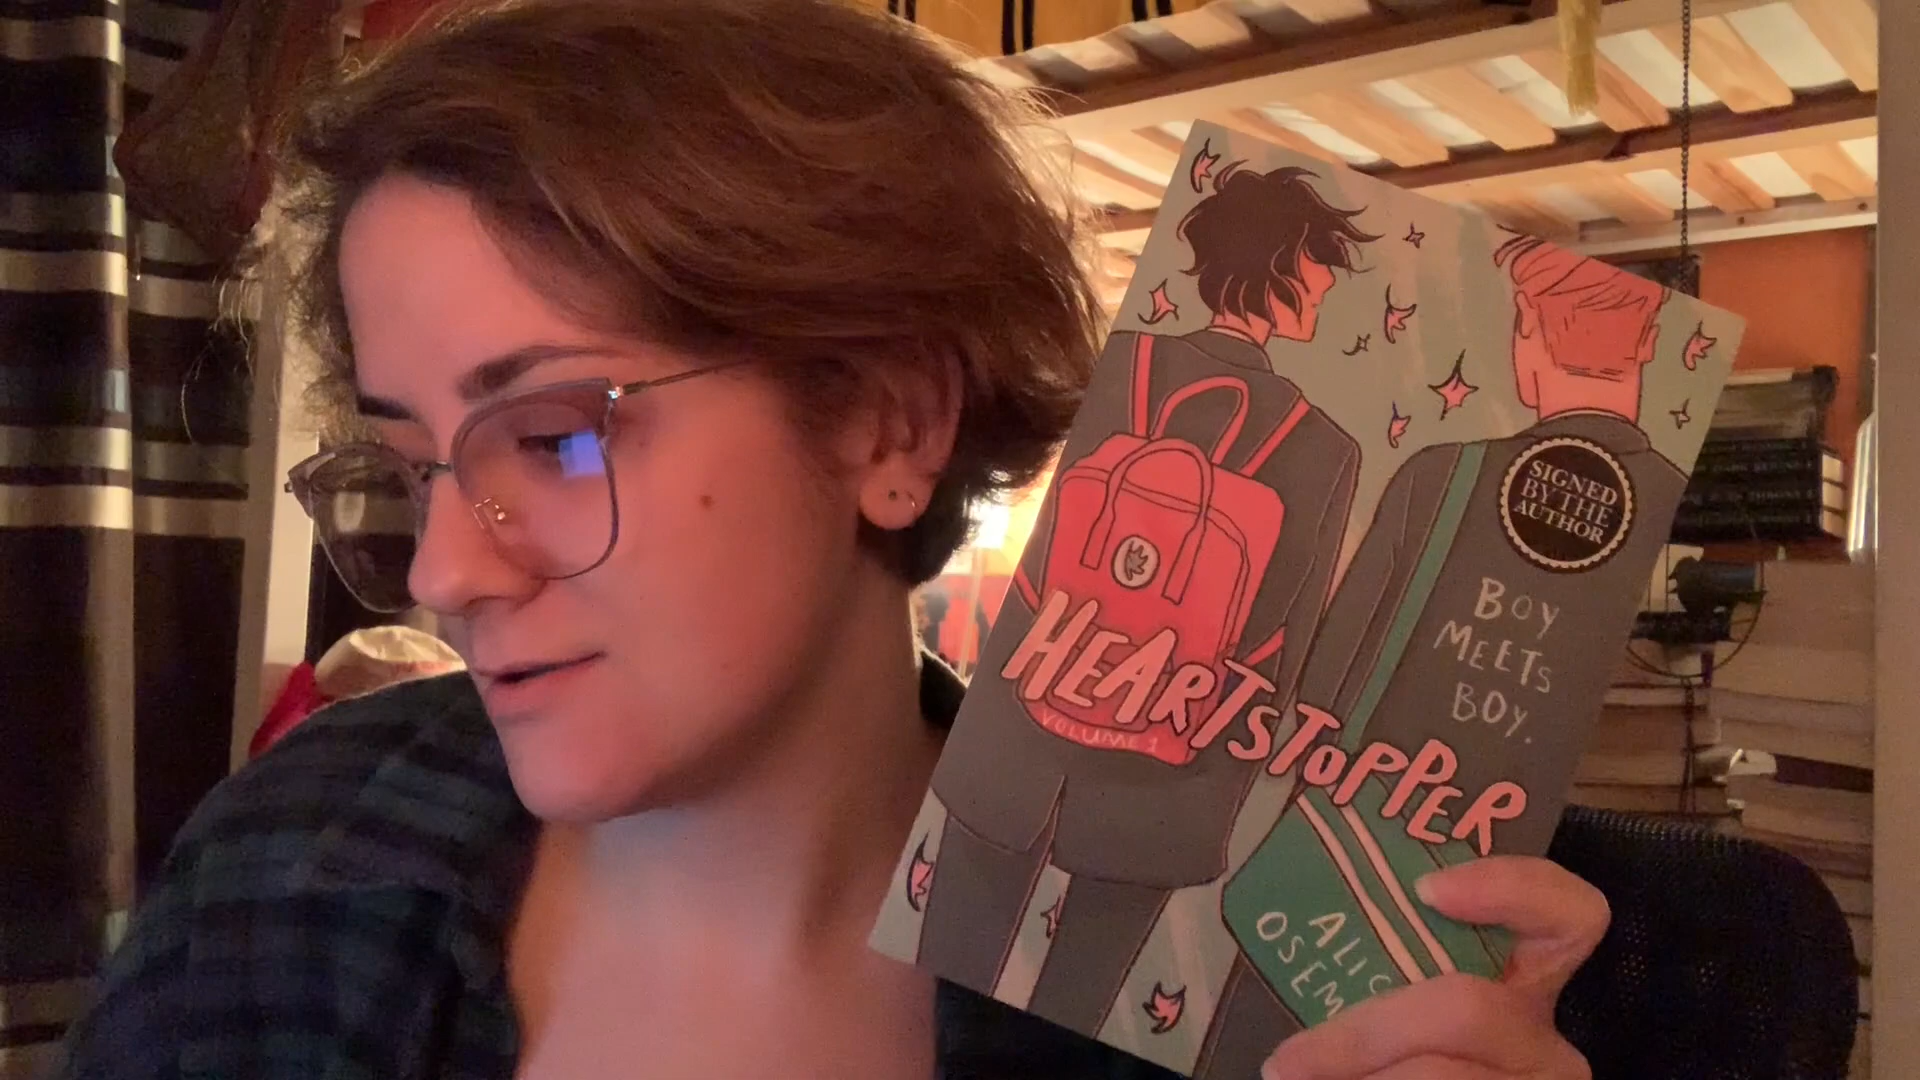 SIGNED
BY THE
AUTHOR
BOY
MEETS
BOY.
HEARTSTOPPER
VOLUME 1
ALIC
OSEM